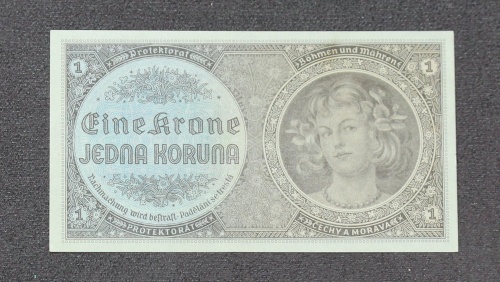 1
Protektorat
Böhmen und Mähren
1
Eine Krone
JEDNA KORUNA
Nachmachung wird bestraft-Padělání se trestá
1
PROTEKTORÁT
ČECHY A MORAVA
1